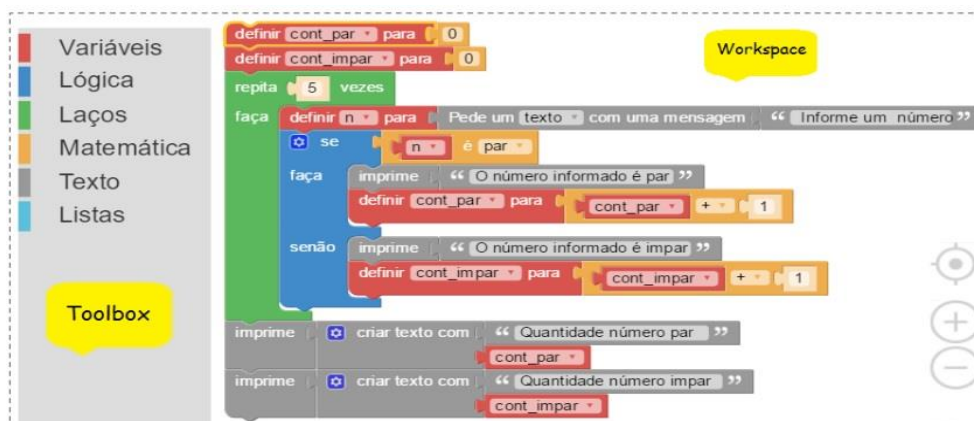 Variáveis
Lógica
Laços
Matemática
Texto
Listas
Toolbox
Workspace
definir cont_par para 0
definir cont_impar para 0
repita 5 vezes
faça definir n para Pede um texto com uma mensagem “ Informe um número ”
se n é par
faça imprime “ O número informado é par ”
definir cont_par para cont_par + 1
senão imprime “ O número informado é impar ”
definir cont_impar para cont_impar + 1
imprime criar texto com “ Quantidade número par ”
cont_par
imprime criar texto com “ Quantidade número impar ”
cont_impar